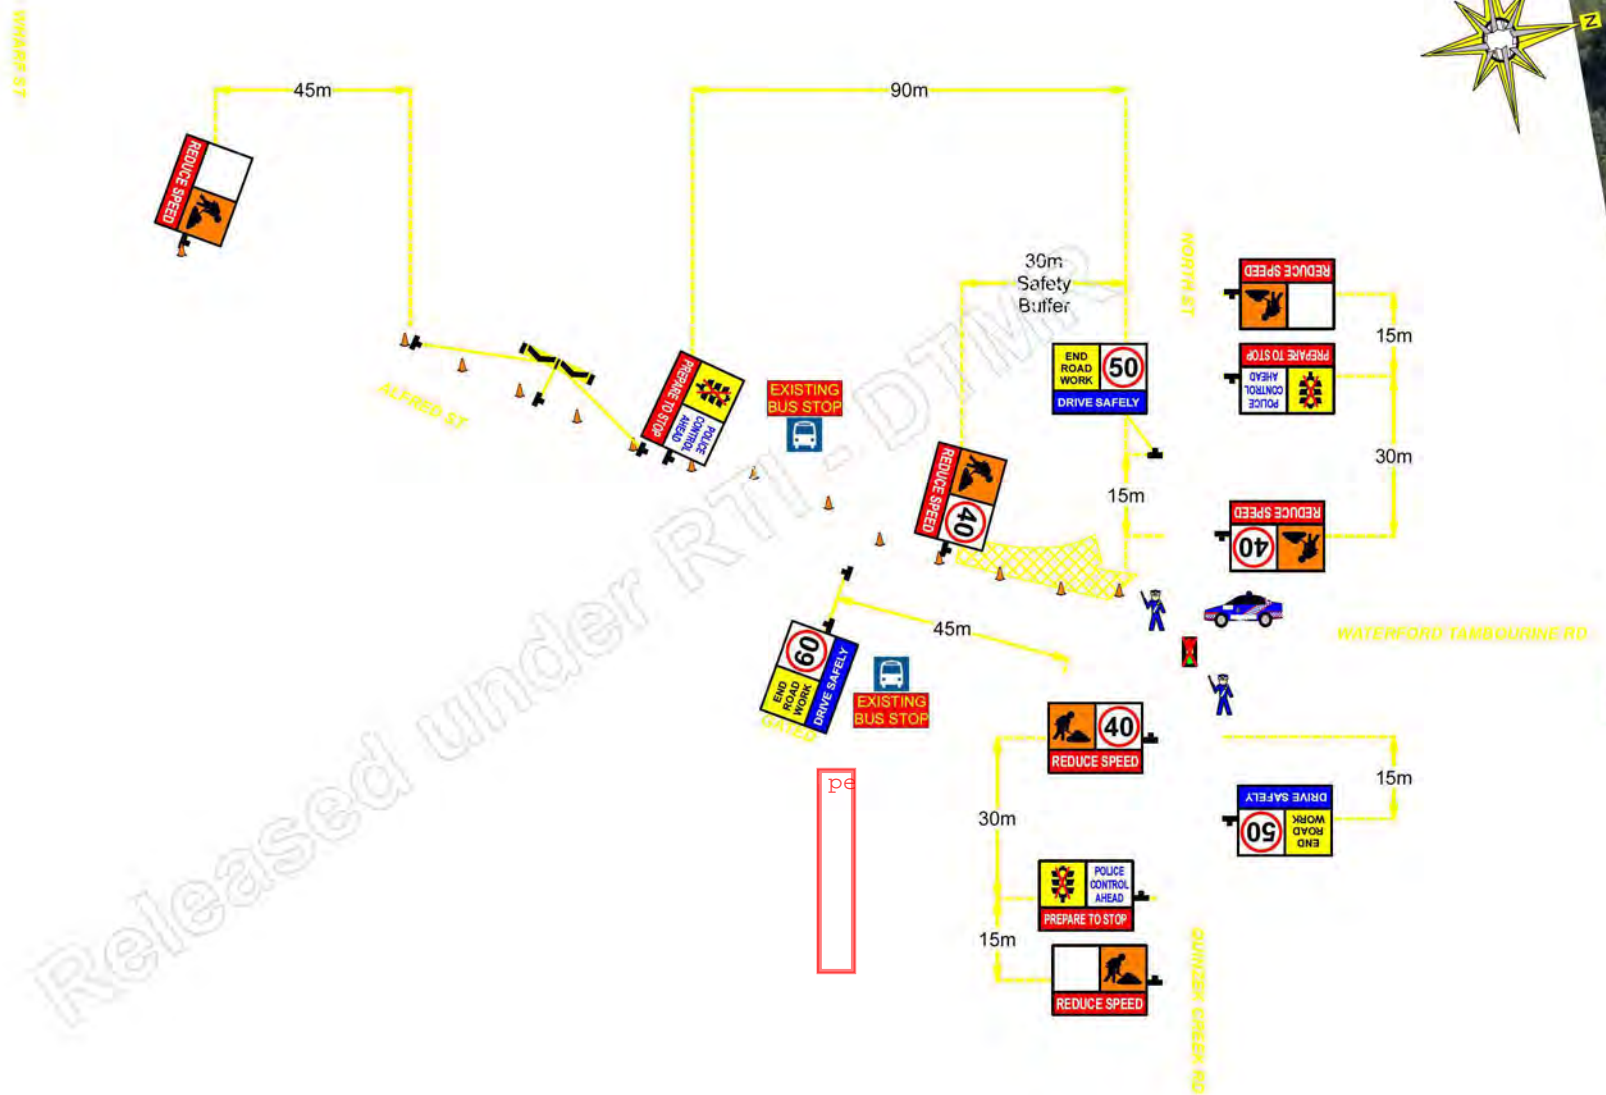 WHARF ST
N
45m
90m
REDUCE SPEED
30m
Safety
Buffer
NORTH ST
REDUCE SPEED
15m
END
ROAD
WORK
50
DRIVE SAFELY
PREPARE TO STOP
POLICE
CONTROL
AHEAD
ALFRED ST
PREPARE TO STOP
POLICE
CONTROL
AHEAD
EXISTING
BUS STOP
30m
REDUCE SPEED
40
15m
REDUCE SPEED
40
45m
WATERFORD TAMBOURINE RD
60
END
ROAD
WORK
DRIVE SAFELY
GATED
EXISTING
BUS STOP
40
REDUCE SPEED
15m
DRIVE SAFELY
50
END
ROAD
WORK
pe
30m
POLICE
CONTROL
AHEAD
PREPARE TO STOP
15m
REDUCE SPEED
QUINZEK CREEK RD
Released under RTI - DTMR